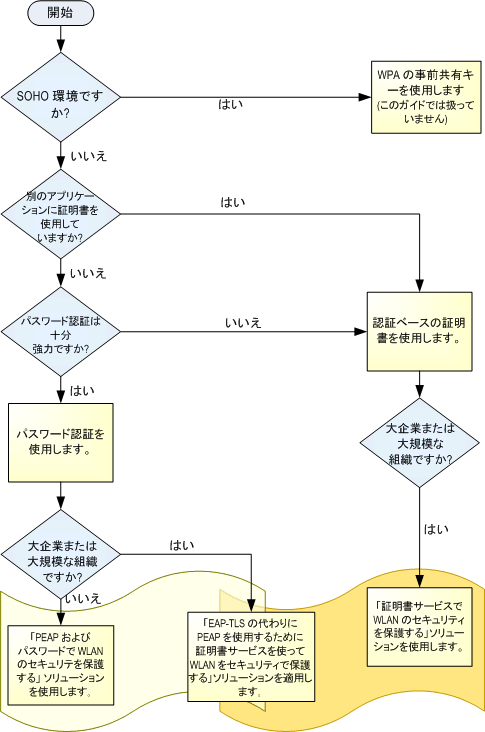 開始
SOHO 環境です
か?
はい
WPA の事前共有キ
ーを使用します
(このガイドでは扱って
いません)
いいえ
別のアプリケー
ションに証明書を
使用して
いますか?
はい
いいえ
パスワード認証は
十分
強力ですか?
いいえ
認証ベースの証明
書を使用します。
はい
パスワード認証を
使用します。
大企業または
大規模な
組織ですか?
大企業または
大規模な組織
ですか?
はい
はい
いいえ
「PEAP および
パスワードで WLAN
のセキュリテを保護
する」 ソリューション
を使用します。
「EAP-TLS の代わりに
PEAP を使用するために
証明書サービスを使って
WLAN をセキュリティで保護
する」ソリューションを適用しま
す。
「証明書サービスで
WLAN のセキュリティ
を保護する」ソリュー
ションを使用します。